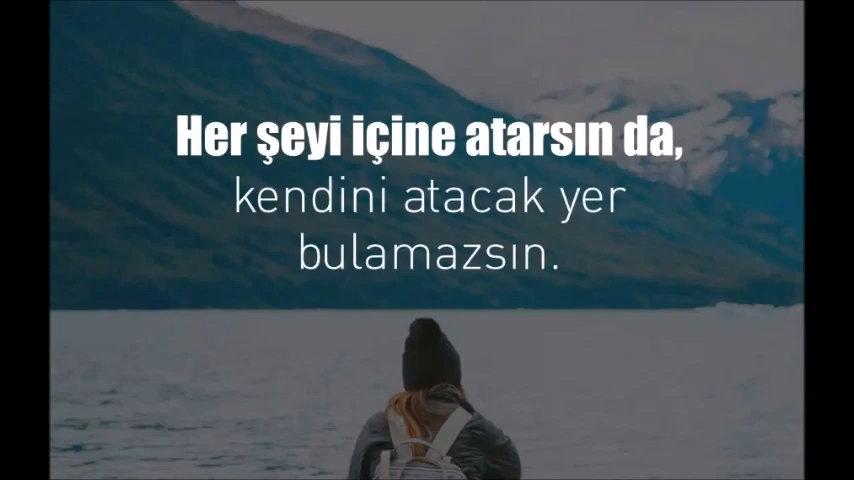 Her şeyi içine atarsın da,
kendini atacak yer
bulamazsın.